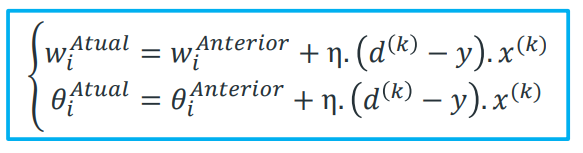 w_i^{Atual} = w_i^{Anterior} + η. (d^{(k)} − y). x^{(k)}
θ_i^{Atual} = θ_i^{Anterior} + η. (d^{(k)} − y). x^{(k)}